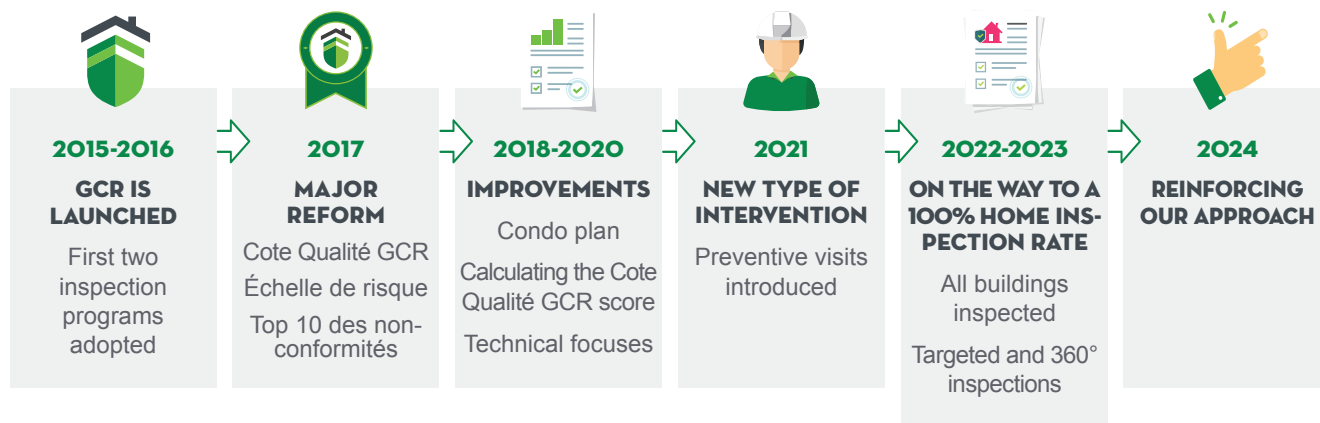 2015-2016
GCR IS
LAUNCHED
First two
inspection
programs
adopted
2017
MAJOR
REFORM
Cote Qualité GCR
Échelle de risque
Top 10 des non-
conformités
2018-2020
IMPROVEMENTS
Condo plan
Calculating the Cote
Qualité GCR score
Technical focuses
2021
NEW TYPE OF
INTERVENTION
Preventive visits
introduced
2022-2023
ON THE WAY TO A
100% HOME INS-
PECTION RATE
All buildings
inspected
Targeted and 360°
inspections
2024
REINFORCING
OUR APPROACH